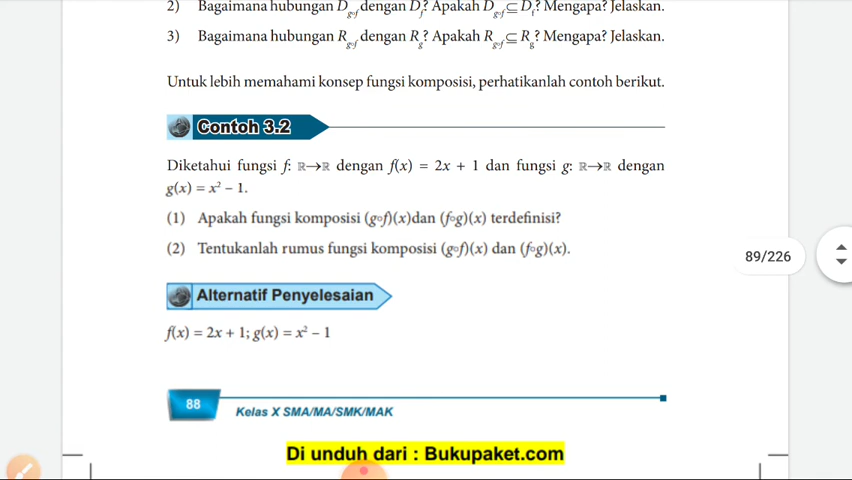 2) Bagaimana hubungan D_g∘f dengan D_f? Apakah D_g∘f ⊆ D_f? Mengapa? Jelaskan.
3) Bagaimana hubungan R_g∘f dengan R_g? Apakah R_g∘f ⊆ R_g? Mengapa? Jelaskan.
Untuk lebih memahami konsep fungsi komposisi, perhatikanlah contoh berikut.
Contoh 3.2
Diketahui fungsi f: ℝ→ℝ dengan f(x) = 2x + 1 dan fungsi g: ℝ→ℝ dengan
g(x) = x² – 1.
(1) Apakah fungsi komposisi (g∘f)(x)dan (f∘g)(x) terdefinisi?
(2) Tentukanlah rumus fungsi komposisi (g∘f)(x) dan (f∘g)(x).
89/226
Alternatif Penyelesaian
f(x) = 2x + 1; g(x) = x² – 1
88
Kelas X SMA/MA/SMK/MAK
Di unduh dari : Bukupaket.com